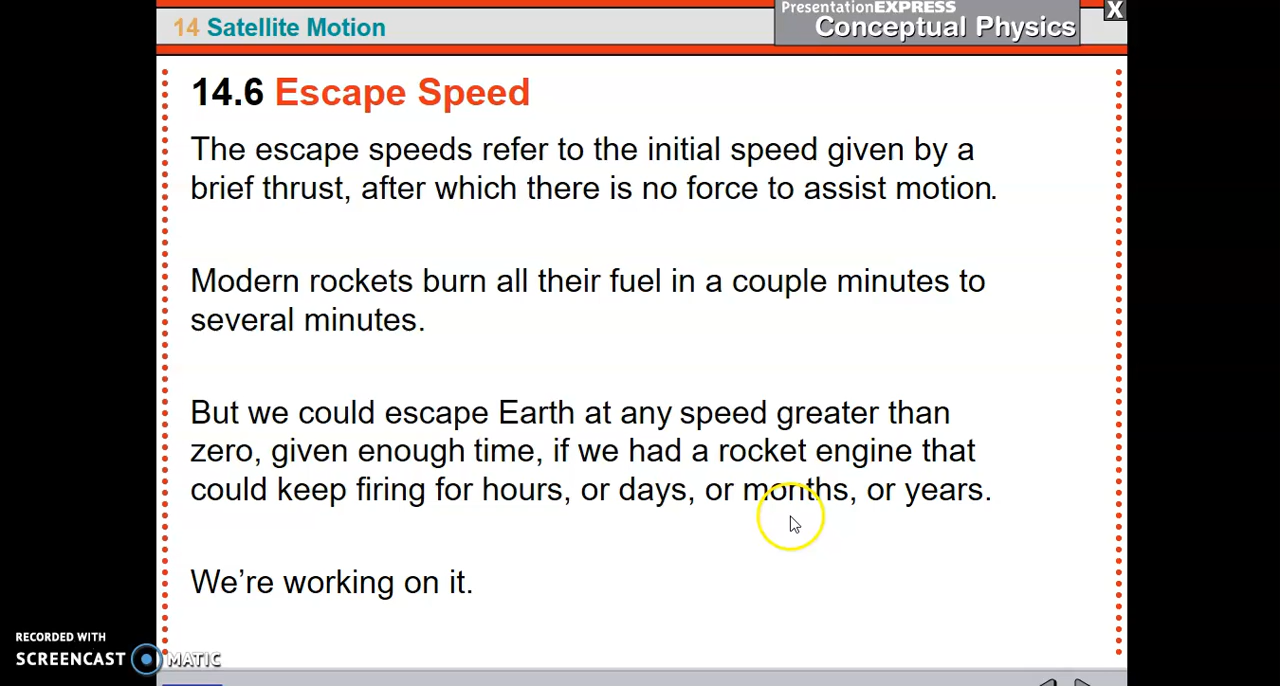 PresentationEXPRESS
X
14 Satellite Motion
Conceptual Physics
14.6 Escape Speed
The escape speeds refer to the initial speed given by a
brief thrust, after which there is no force to assist motion.
Modern rockets burn all their fuel in a couple minutes to
several minutes.
But we could escape Earth at any speed greater than
zero, given enough time, if we had a rocket engine that
could keep firing for hours, or days, or months, or years.
We’re working on it.
RECORDED WITH
SCREENCAST MATIC